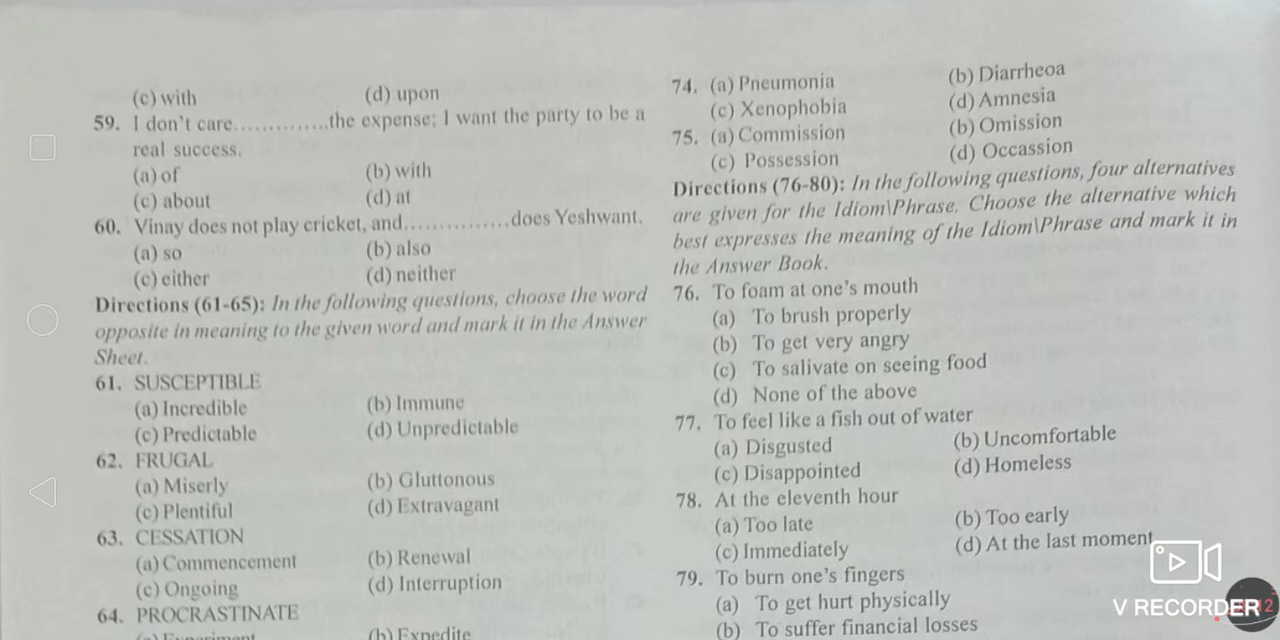 (c) with (d) upon
59. I don't care..............the expense; I want the party to be a
real success.
(a) of (b) with
(c) about (d) at
60. Vinay does not play cricket, and...............does Yeshwant.
(a) so (b) also
(c) either (d) neither
Directions (61-65): In the following questions, choose the word
opposite in meaning to the given word and mark it in the Answer
Sheet.
61. SUSCEPTIBLE
(a) Incredible (b) Immune
(c) Predictable (d) Unpredictable
62. FRUGAL
(a) Miserly (b) Gluttonous
(c) Plentiful (d) Extravagant
63. CESSATION
(a) Commencement (b) Renewal
(c) Ongoing (d) Interruption
64. PROCRASTINATE
(a) Experiment (b) Expedite
74. (a) Pneumonia (b) Diarrheoa
(c) Xenophobia (d) Amnesia
75. (a) Commission (b) Omission
(c) Possession (d) Occassion
Directions (76-80): In the following questions, four alternatives
are given for the Idiom\Phrase. Choose the alternative which
best expresses the meaning of the Idiom\Phrase and mark it in
the Answer Book.
76. To foam at one's mouth
(a) To brush properly
(b) To get very angry
(c) To salivate on seeing food
(d) None of the above
77. To feel like a fish out of water
(a) Disgusted (b) Uncomfortable
(c) Disappointed (d) Homeless
78. At the eleventh hour
(a) Too late (b) Too early
(c) Immediately (d) At the last moment
79. To burn one's fingers
(a) To get hurt physically
(b) To suffer financial losses
V RECORDER